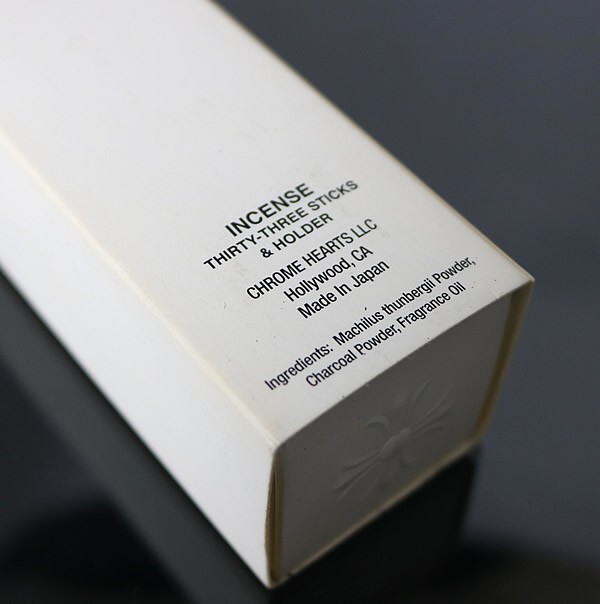 INCENSE
THIRTY-THREE STICKS
& HOLDER
CHROME HEARTS LLC
Hollywood, CA
Made In Japan
Ingredients: Machilus thunbergii Powder,
Charcoal Powder, Fragrance Oil